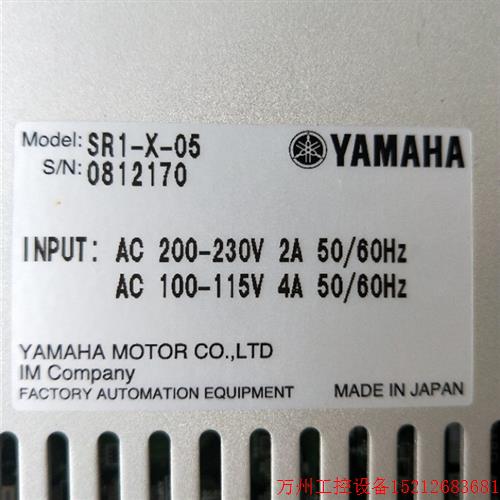 Model: SR1-X-05
YAMAHA
S/N: 0812170
INPUT: AC 200-230V 2A 50/60Hz
AC 100-115V 4A 50/60Hz
YAMAHA MOTOR CO.,LTD
IM Company
FACTORY AUTOMATION EQUIPMENT
MADE IN JAPAN
万州工控设备15212683681